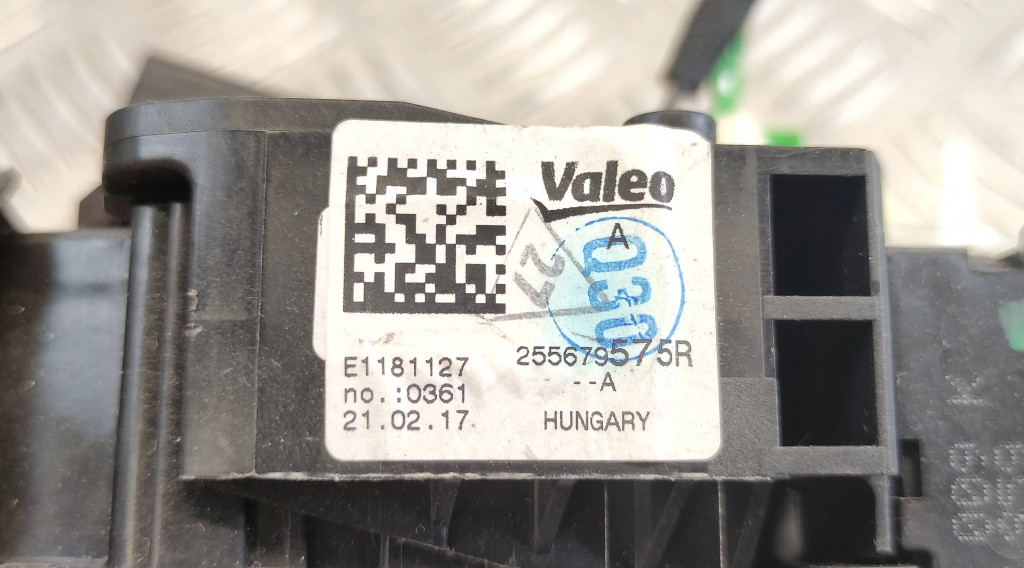 Valeo
A
27
030
E1181127
255679575R
no.:0361
--A
21.02.17
HUNGARY